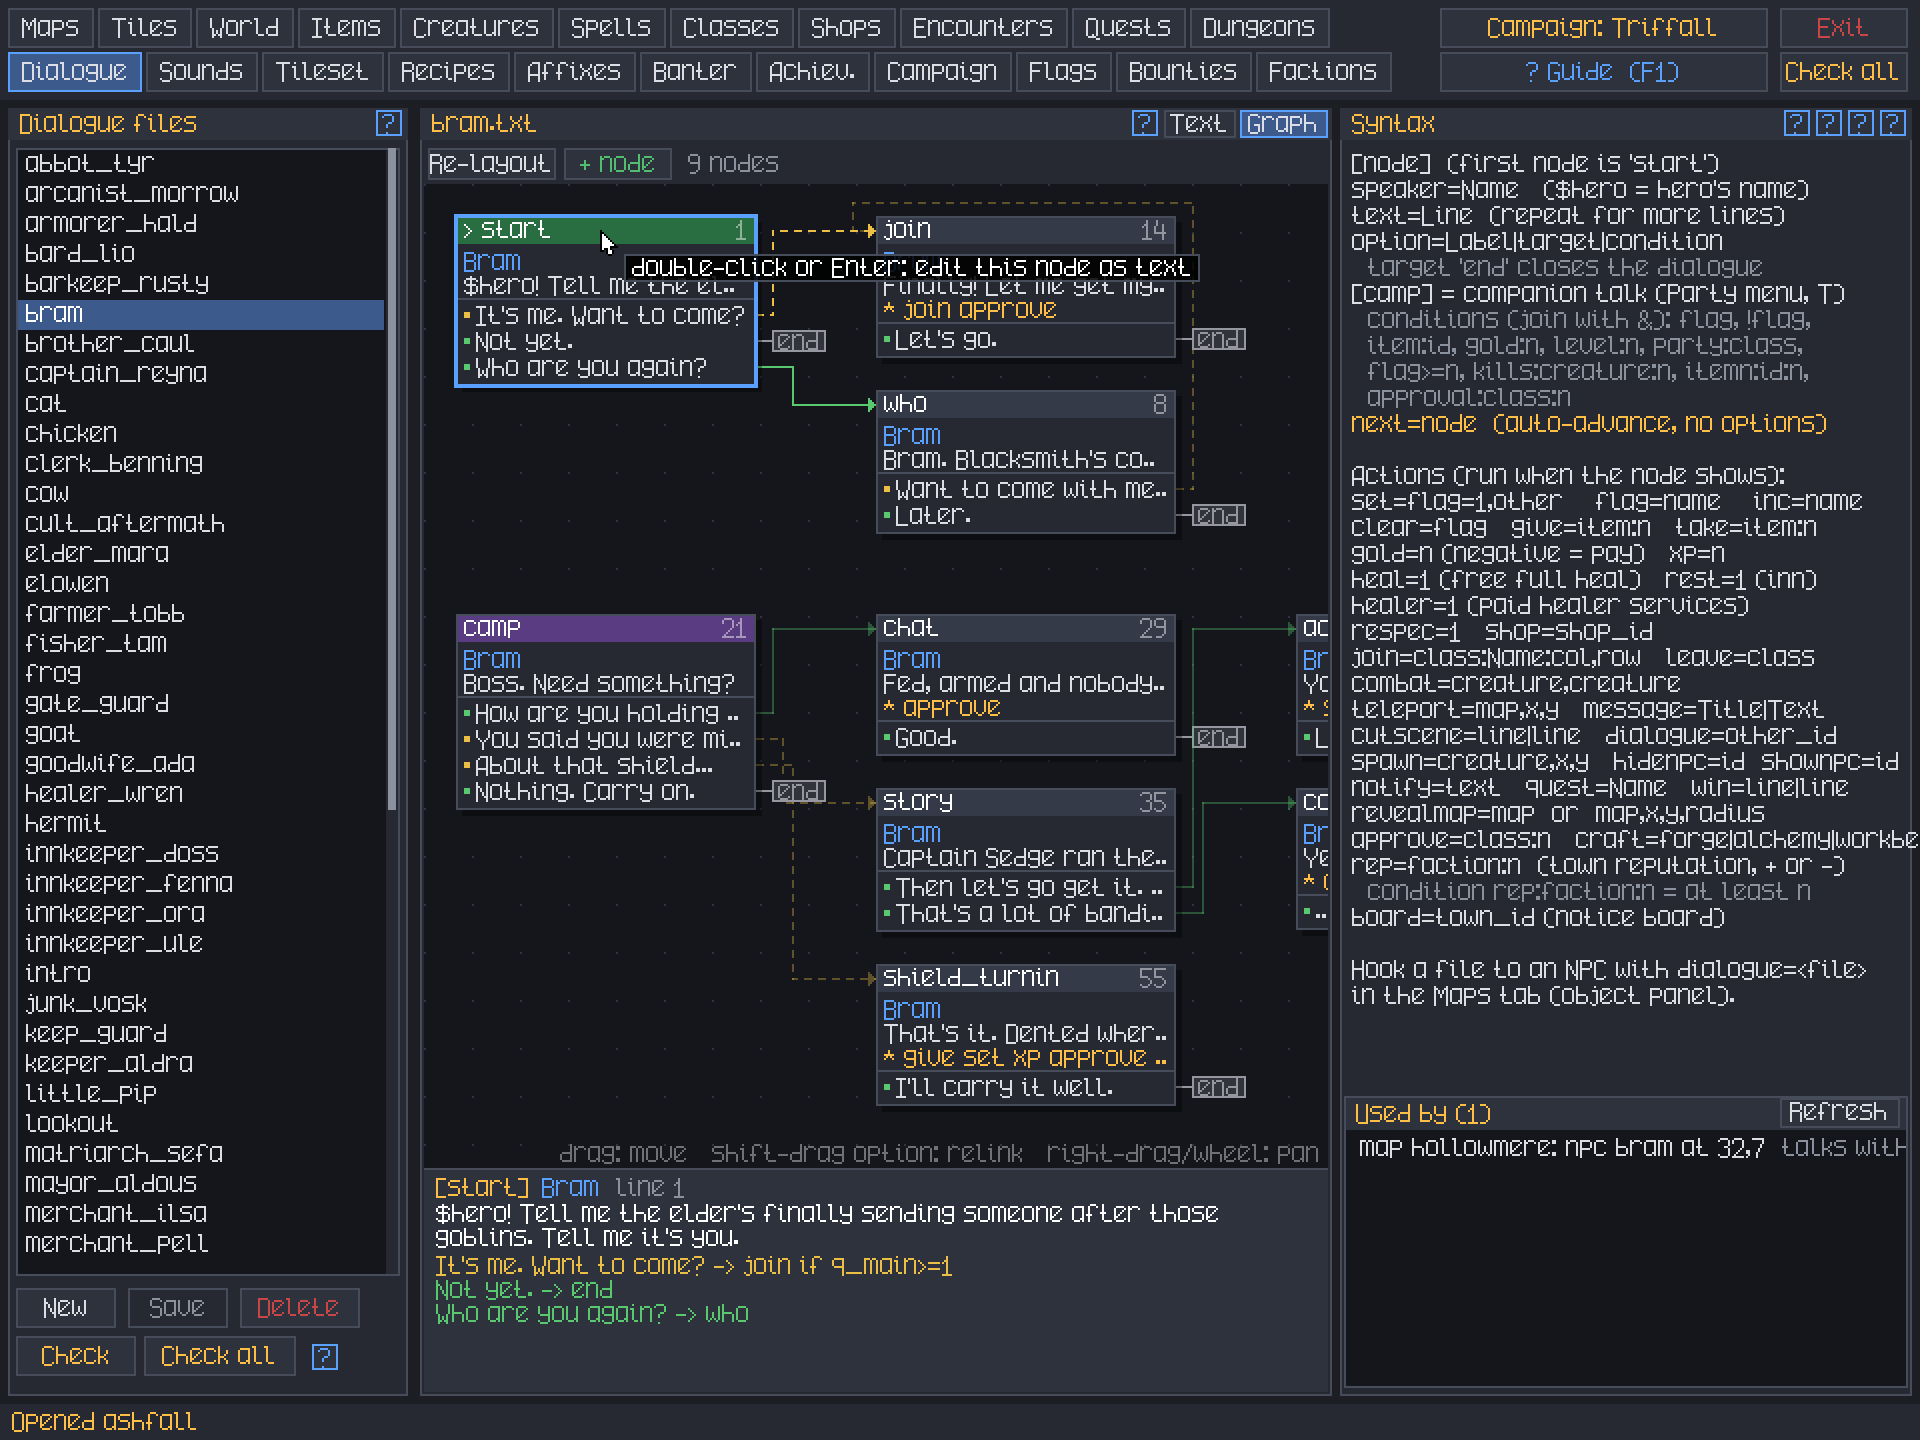 Maps Tiles World Items Creatures Spells Classes Shops Encounters Quests Dungeons Campaign: Triffall Exit
Dialogue Sounds Tileset Recipes Affixes Banter Achiev. Campaign Flags Bounties Factions ? Guide (F1) Check all
Dialogue files ?
abbot_tyr
arcanist_morrow
armorer_hald
bard_lio
barkeep_rusty
bram
brother_caul
captain_reyna
cat
chicken
clerk_benning
cow
cult_aftermath
elder_mara
elowen
farmer_tobb
fisher_tam
frog
gate_guard
goat
goodwife_ada
healer_wren
hermit
innkeeper_doss
innkeeper_fenna
innkeeper_ora
innkeeper_ule
intro
junk_vosk
keep_guard
keeper_aldra
little_pip
lookout
matriarch_sefa
mayor_aldous
merchant_ilsa
merchant_pell
New Save Delete
Check Check all ?
bram.txt ? Text Graph
Re-layout + node 9 nodes
> start 1
Bram
$hero! Tell me the el..
It's me. Want to come?
Not yet.
Who are you again?
end
double-click or Enter: edit this node as text
join 14
Finally! Let me get my..
* join approve
Let's go.
end
who 8
Bram
Bram. Blacksmith's co..
Want to come with me..
Later.
end
camp 21
Bram
Boss. Need something?
How are you holding ..
You said you were mi..
About that shield...
Nothing. Carry on.
end
chat 29
Bram
Fed, armed and nobody..
* approve
Good.
end
story 35
Bram
Captain Sedge ran the..
Then let's go get it. ..
That's a lot of bandi..
shield_turnin 55
Bram
That's it. Dented wher..
* give set xp approve ..
I'll carry it well.
end
drag: move Shift-drag option: relink right-drag/wheel: pan
[start] Bram line 1
$hero! Tell me the elder's finally sending someone after those
goblins. Tell me it's you.
It's me. Want to come? -> join if q_main>=1
Not yet. -> end
Who are you again? -> who
Syntax ? ? ? ?
[node] (first node is 'start')
speaker=Name ($hero = hero's name)
text=Line (repeat for more lines)
option=Label|target|condition
target 'end' closes the dialogue
[camp] = companion talk (Party menu, T)
conditions (join with &): flag, !flag,
item:id, gold:n, level:n, party:class,
flag>=n, kills:creature:n, itemn:id:n,
approval:class:n
next=node (auto-advance, no options)
Actions (run when the node shows):
set=flag=1,other flag=name inc=name
clear=flag give=item:n take=item:n
gold=n (negative = pay) xp=n
heal=1 (free full heal) rest=1 (inn)
healer=1 (paid healer services)
respec=1 shop=shop_id
join=class:Name:col,row leave=class
combat=creature,creature
teleport=map,x,y message=Title|Text
cutscene=line|line dialogue=other_id
spawn=creature,x,y hidenpc=id shownpc=id
notify=text quest=Name win=line|line
revealmap=map or map,x,y,radius
approve=class:n craft=forge|alchemy|workbe
rep=faction:n (town reputation, + or -)
condition rep:faction:n = at least n
board=town_id (notice board)
Hook a file to an NPC with dialogue=<file>
in the Maps tab (object panel).
Used by (1) Refresh
map hollowmere: npc bram at 32,7 talks with
Opened ashfall